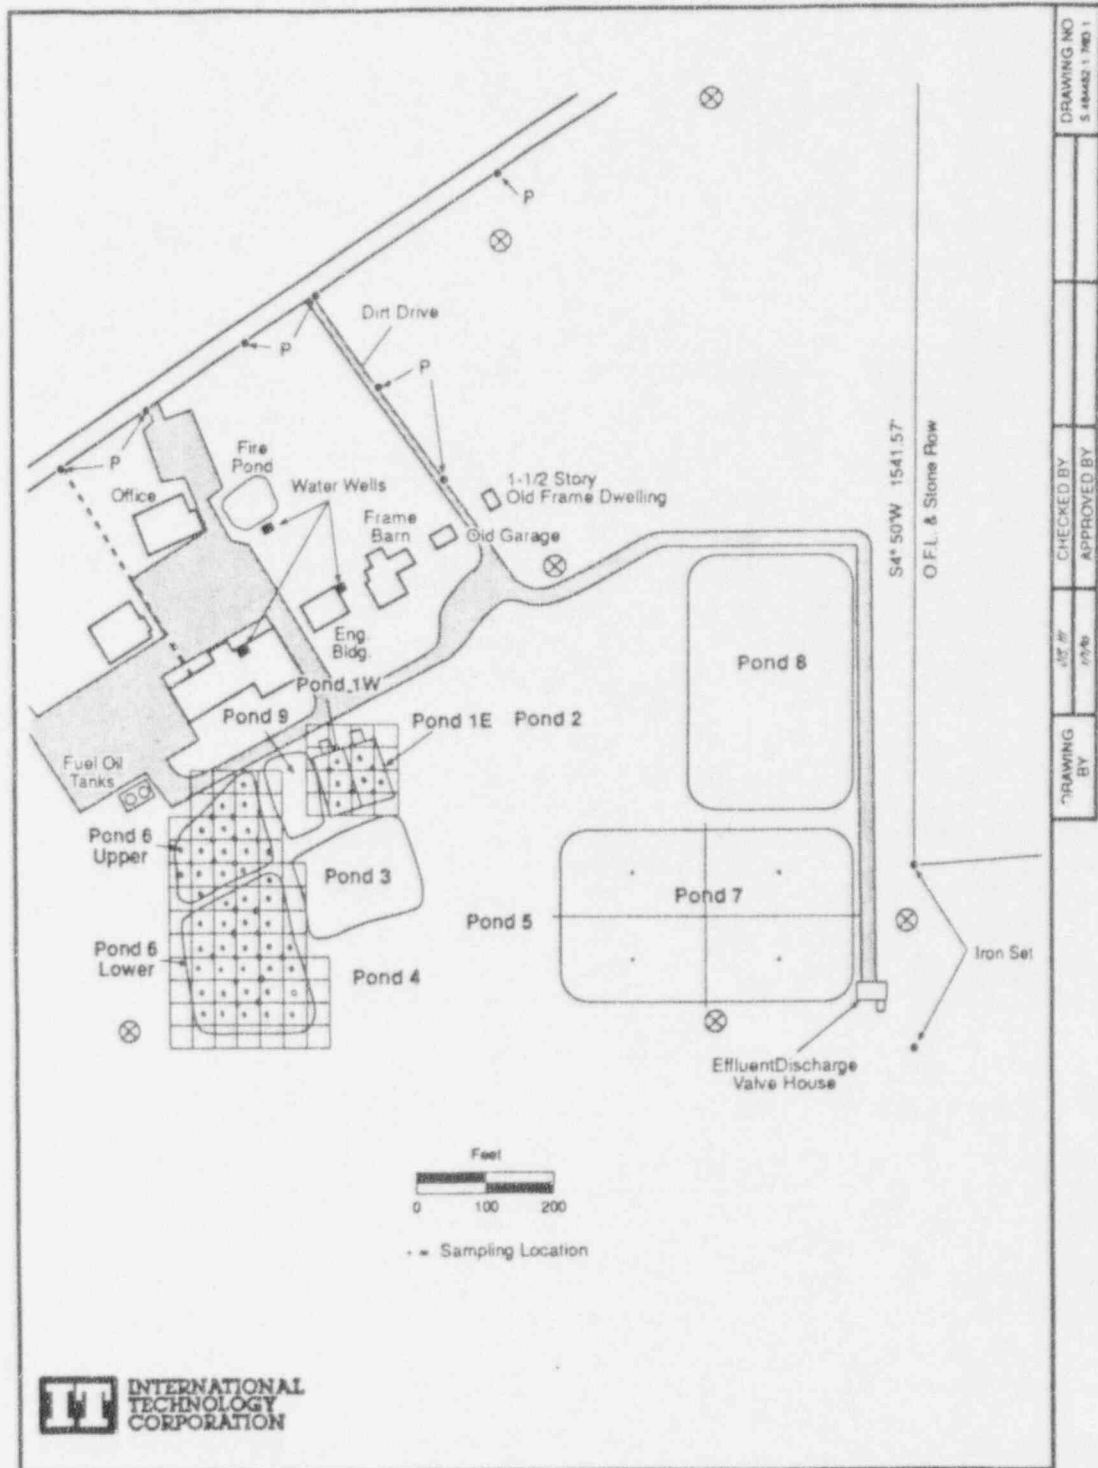 DRAWING NO
P
Dirt Drive
P
P
P
Fire
Pond
Office
Water Wells
1-1/2 Story
Old Frame Dwelling
Frame
Barn
Old Garage
S4° 50'W 1541.57'
O.F.L. & Stone Row
CHECKED BY
APPROVED BY
Eng.
Bldg.
Pond 1W
Pond 9
Pond 1E
Pond 2
Pond 8
Fuel Oil
Tanks
DRAWING
BY
Pond 6
Upper
Pond 3
Pond 7
Pond 5
Pond 6
Lower
Pond 4
Iron Set
EffluentDischarge
Valve House
Feet
0 100 200
• = Sampling Location
IT INTERNATIONAL
TECHNOLOGY
CORPORATION